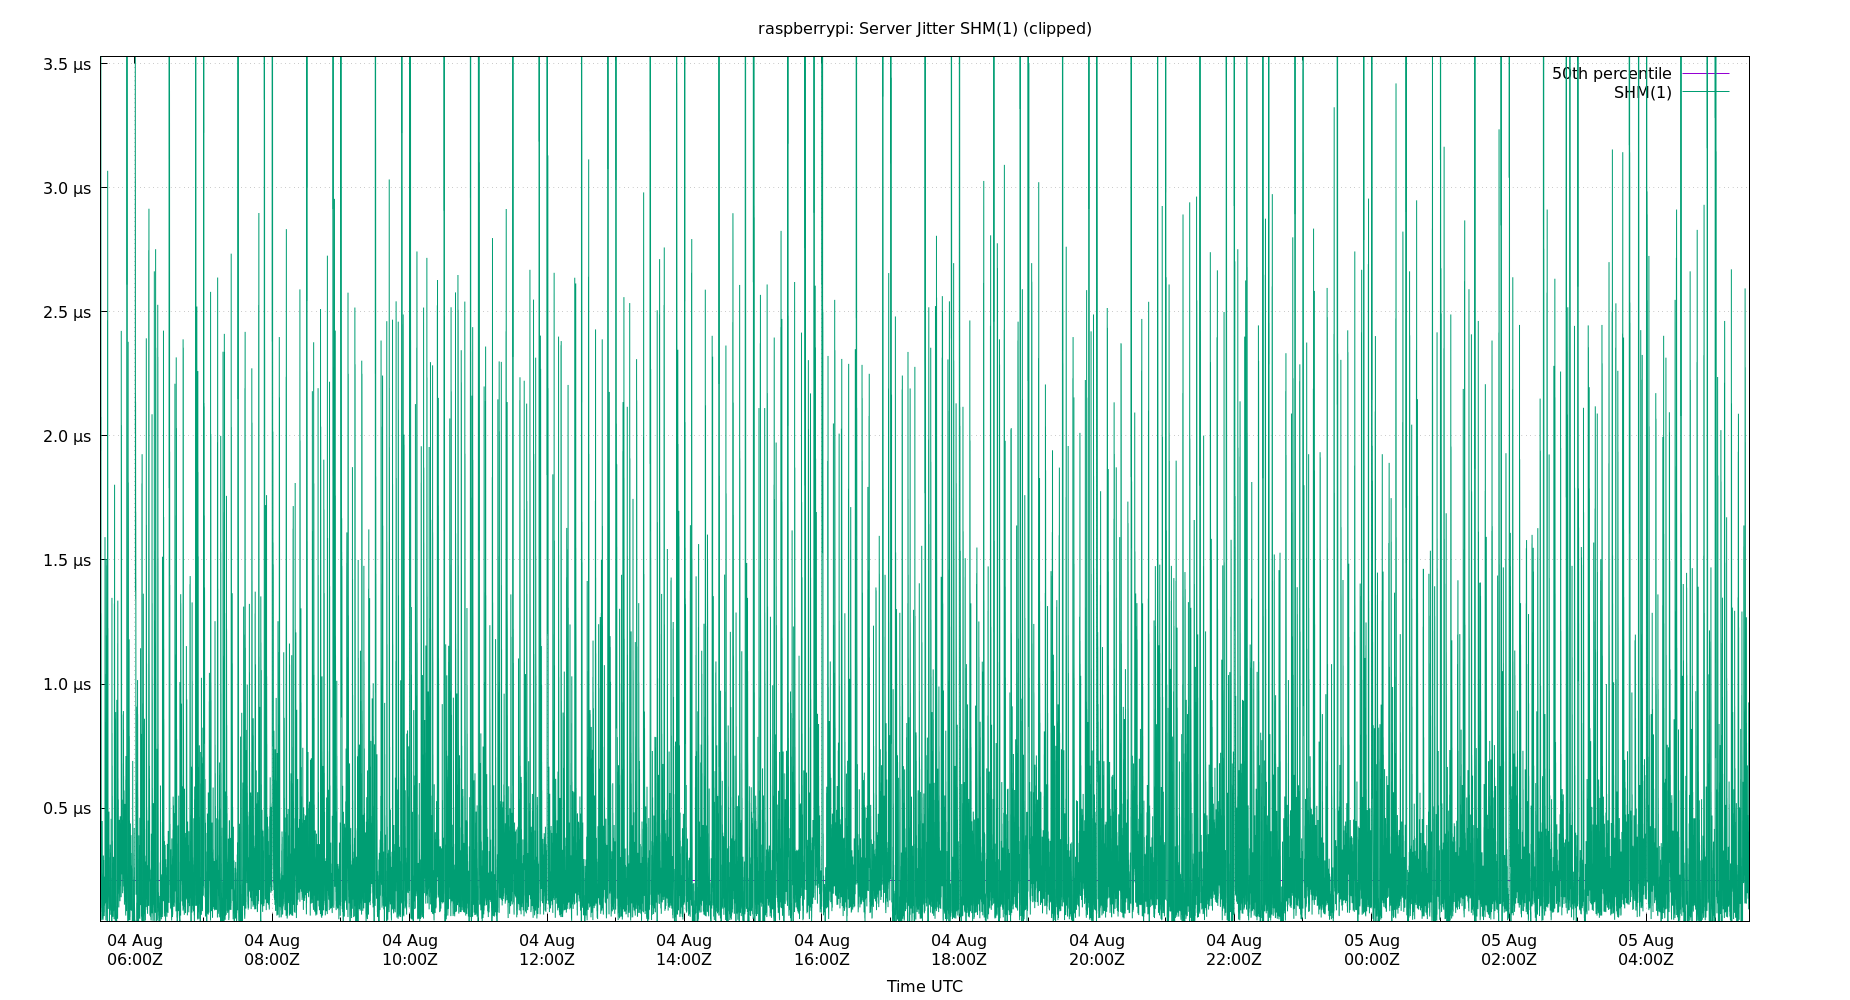 raspberrypi: Server Jitter SHM(1) (clipped)
3.5 µs
3.0 µs
2.5 µs
2.0 µs
1.5 µs
1.0 µs
0.5 µs
50th percentile
SHM(1)
04 Aug 04 Aug 04 Aug 04 Aug 04 Aug 04 Aug 04 Aug 04 Aug 04 Aug 05 Aug 05 Aug 05 Aug
06:00Z 08:00Z 10:00Z 12:00Z 14:00Z 16:00Z 18:00Z 20:00Z 22:00Z 00:00Z 02:00Z 04:00Z
Time UTC